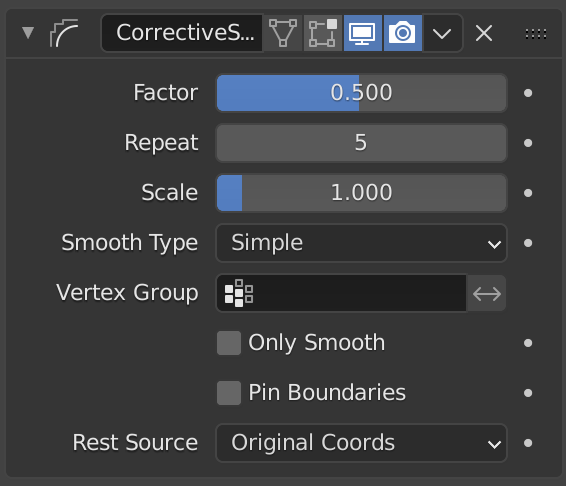 CorrectiveS...
Factor 0.500
Repeat 5
Scale 1.000
Smooth Type Simple
Vertex Group
Only Smooth
Pin Boundaries
Rest Source Original Coords